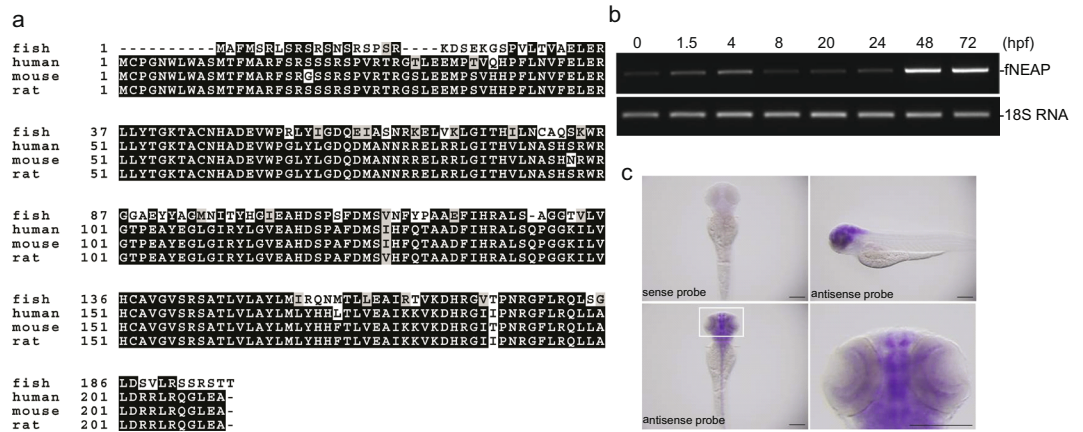 a
fish 1 ----------MAFMSRLSRSRSNSRSPSR----KDSEKGSPVLTVAELER
human 1 MCPGNWLWASMTFMARFSRSSSRSPVRTRGTLEEMPTVQHPFLNVFELER
mouse 1 MCPGNWLWASMTFMARFSRGSSRSPVRTRGSLEEMPSVHHPFLNVFELER
rat 1 MCPGNWLWASMTFMARFSRSSSRSPVRTRGSLEEMPSVHHPFLNVFELER
fish 37 LLYTGKTACNHADEVWPRLYIGDQEIASNRKELVKLGITHILNCAQSKWR
human 51 LLYTGKTACNHADEVWPGLYLGDQDMANNRRELRRLGITHVLNASHSRWR
mouse 51 LLYTGKTACNHADEVWPGLYLGDQDMANNRRELRRLGITHVLNASHNRWR
rat 51 LLYTGKTACNHADEVWPGLYLGDQDMANNRRELRRLGITHVLNASHSRWR
fish 87 GGAEYYAGMNITYHGIEAHDSPSFDMSVNFYPAAEFIHRALS-AGGTVLV
human 101 GTPEAYEGLGIRYLGVEAHDSPAFDMSIHFQTAADFIHRALSQPGGKILV
mouse 101 GTPEAYEGLGIRYLGVEAHDSPAFDMSIHFQTAADFIHRALSQPGGKILV
rat 101 GTPEAYEGLGIRYLGVEAHDSPAFDMSIHFQTAADFIHRALSQPGGKILV
fish 136 HCAVGVSRSATLVLAYLMIRQNMTLLEAIRTVKDHRGVTPNRGFLRQLSG
human 151 HCAVGVSRSATLVLAYLMLYHHLTLVEAIKKVKDHRGIIPNRGFLRQLLA
mouse 151 HCAVGVSRSATLVLAYLMLYHHFTLVEAIKKVKDHRGITPNRGFLRQLLA
rat 151 HCAVGVSRSATLVLAYLMLYHHFTLVEAIKKVKDHRGIIPNRGFLRQLLA
fish 186 LDSVLRSSRSTT
human 201 LDRRLRQGLEA-
mouse 201 LDRRLRQGLEA-
rat 201 LDRRLRQGLEA-
b
0 1.5 4 8 20 24 48 72 (hpf)
-fNEAP
-18S RNA
c
sense probe
antisense probe
antisense probe